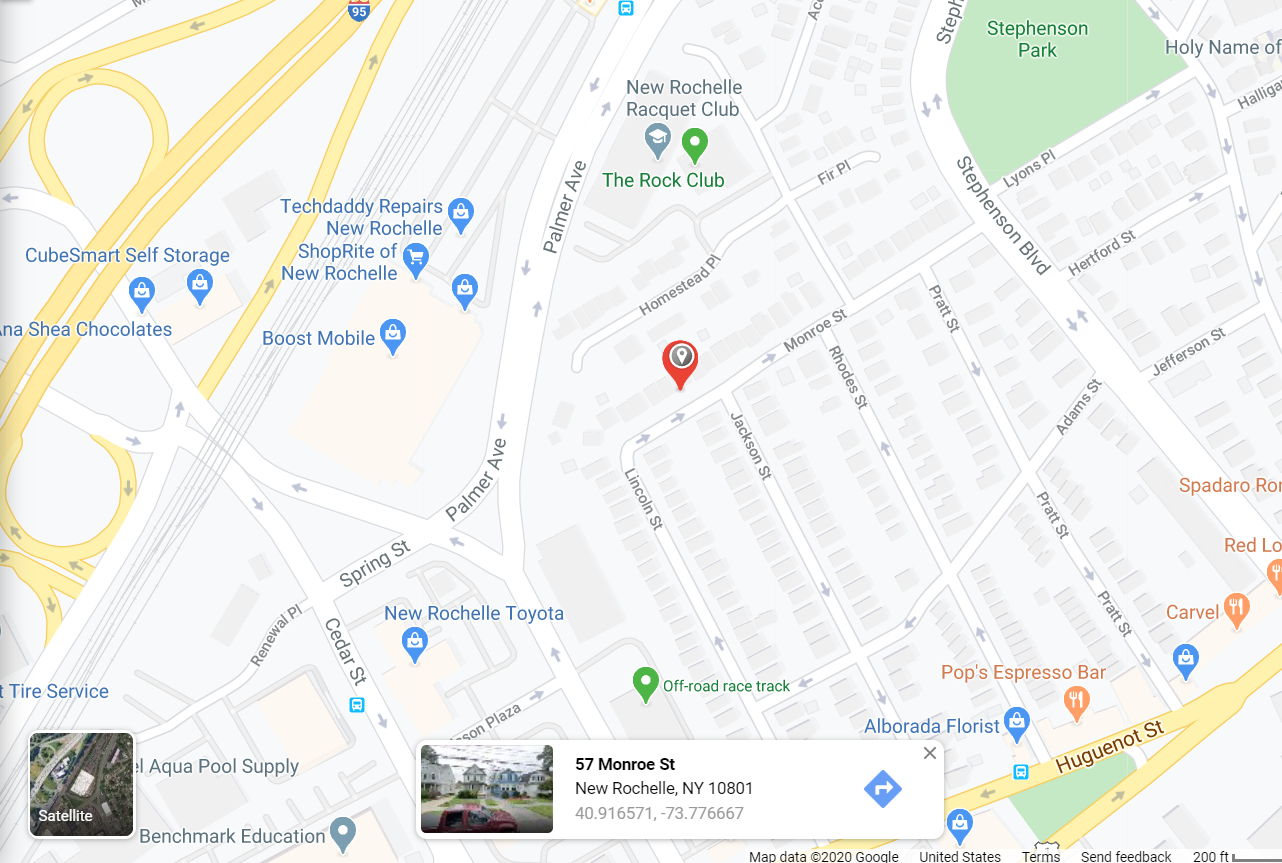 95
Stephenson
Park
Holy Name of
New Rochelle
Racquet Club
The Rock Club
Fir Pl
Lyons Pl
Palmer Ave
Stephenson Blvd
Techdaddy Repairs
New Rochelle
ShopRite of
New Rochelle
CubeSmart Self Storage
Hertford St
Homestead Pl
Pratt St
na Shea Chocolates
Boost Mobile
Monroe St
Jefferson St
Rhodes St
Adams St
Jackson St
Palmer Ave
Lincoln St
Spadaro Ro
Pratt St
Red Lo
Spring St
New Rochelle Toyota
Renewal Pl
Cedar St
Pratt St
Carvel
Pop's Espresso Bar
Off-road race track
t Tire Service
Alborada Florist
sson Plaza
Huguenot St
el Aqua Pool Supply
Satellite
Benchmark Education
57 Monroe St
New Rochelle, NY 10801
40.916571, -73.776667
Map data ©2020 Google United States Terms Send feedback 200 ft